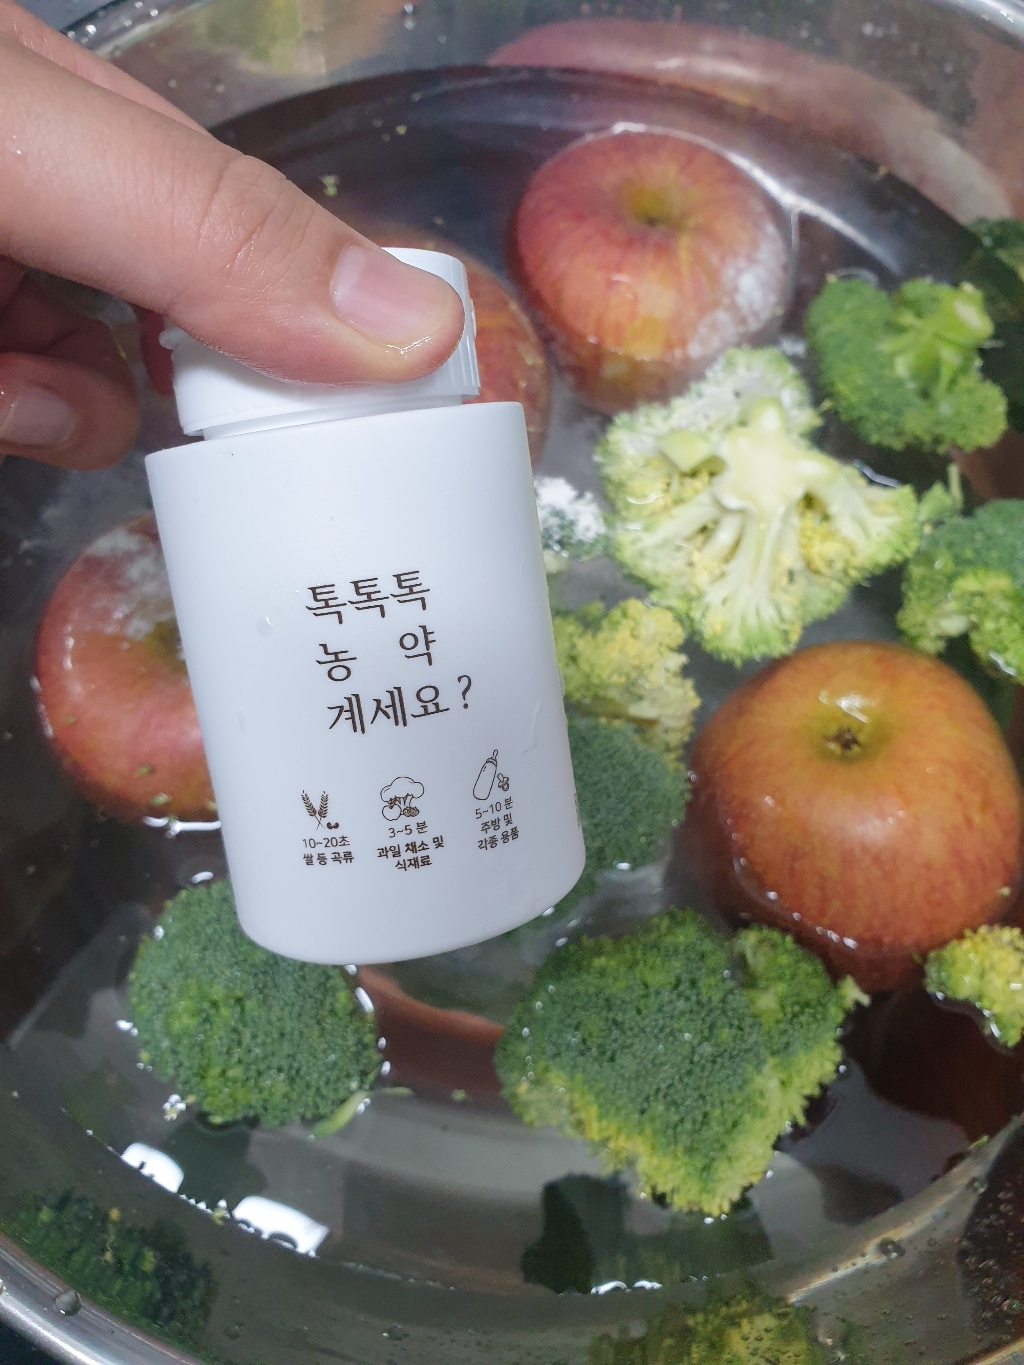 톡톡톡
농 약
계세요?
10~20초
쌀 등 곡류
3~5 분
과일 채소 및
식재료
5~10 분
주방 및
각종 용품